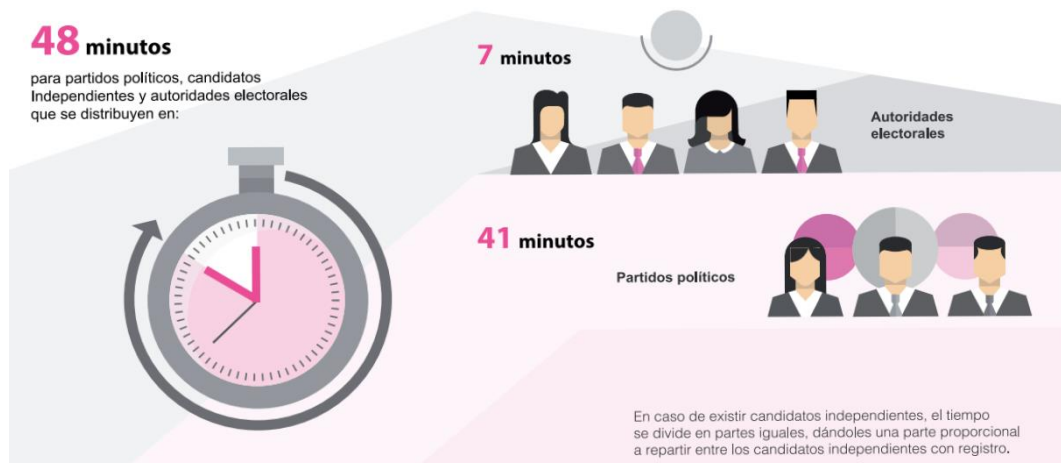 48 minutos
para partidos políticos, candidatos
Independientes y autoridades electorales
que se distribuyen en:
7 minutos
Autoridades
electorales
41 minutos
Partidos políticos
En caso de existir candidatos independientes, el tiempo
se divide en partes iguales, dándoles una parte proporcional
a repartir entre los candidatos independientes con registro.